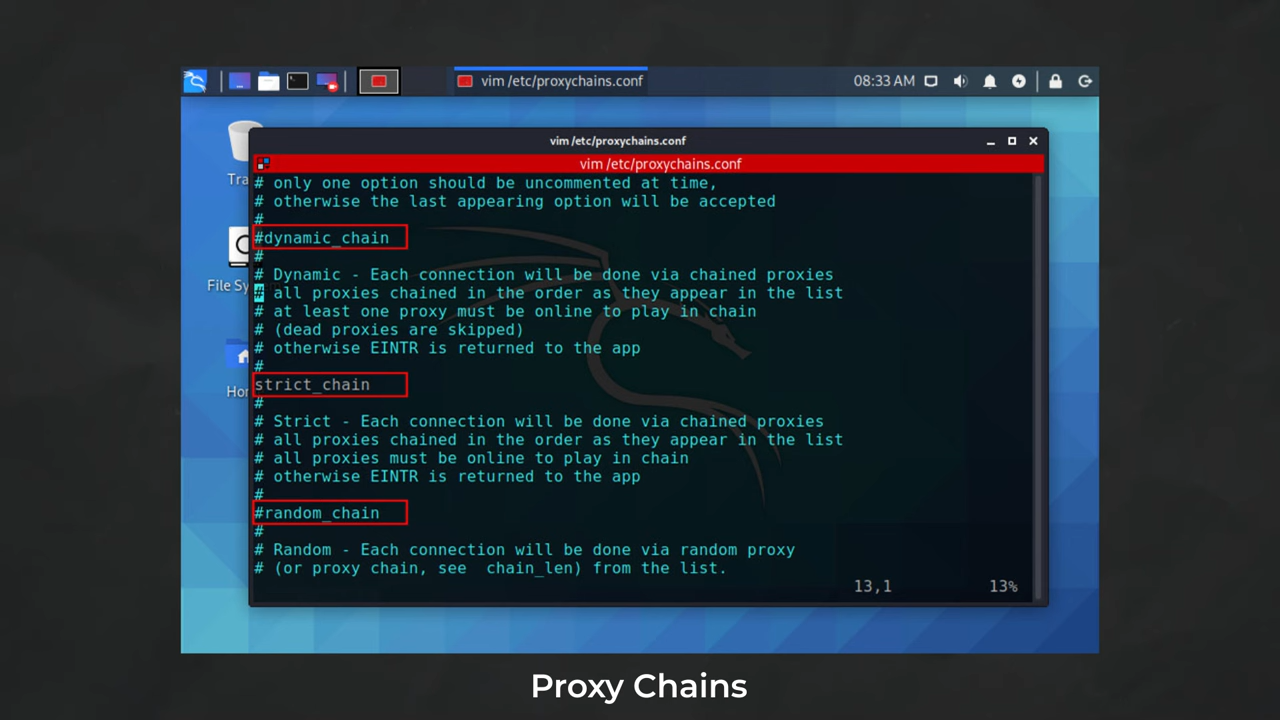 vim /etc/proxychains.conf
08:33 AM
vim /etc/proxychains.conf
vim /etc/proxychains.conf
Tra
File Sy
Ho
# only one option should be uncommented at time,
# otherwise the last appearing option will be accepted
#
#dynamic_chain
#
# Dynamic - Each connection will be done via chained proxies
# all proxies chained in the order as they appear in the list
# at least one proxy must be online to play in chain
# (dead proxies are skipped)
# otherwise EINTR is returned to the app
#
strict_chain
#
# Strict - Each connection will be done via chained proxies
# all proxies chained in the order as they appear in the list
# all proxies must be online to play in chain
# otherwise EINTR is returned to the app
#
#random_chain
#
# Random - Each connection will be done via random proxy
# (or proxy chain, see  chain_len) from the list.
13,1 13%
Proxy Chains